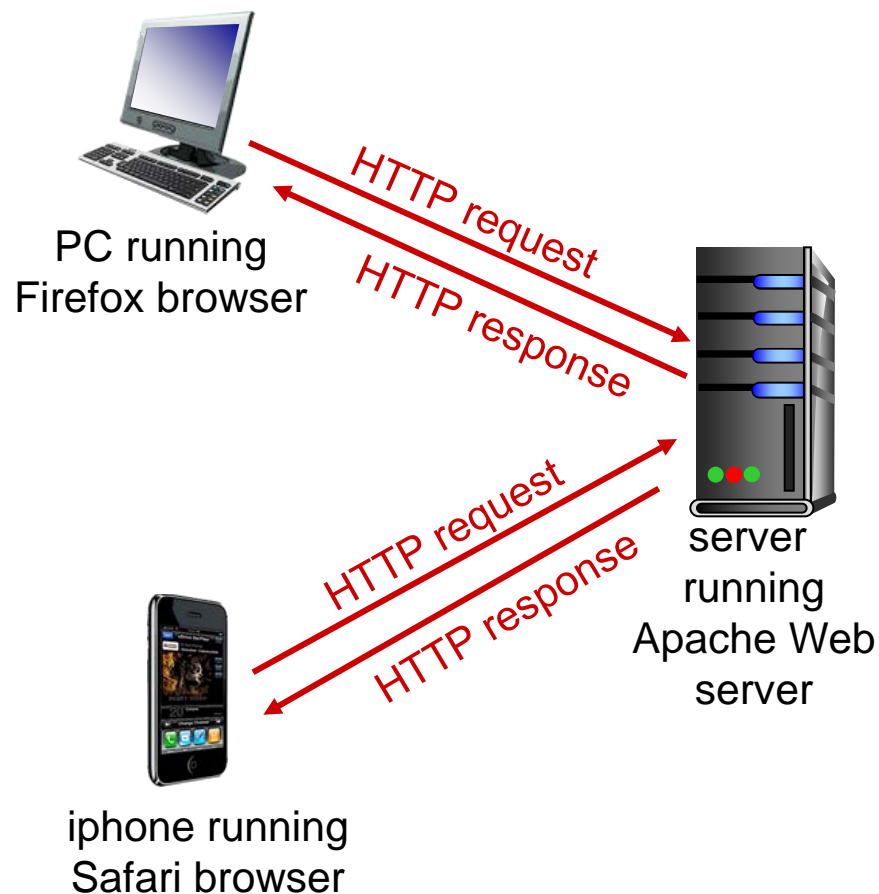 HTTP request
HTTP response
PC running
Firefox browser
HTTP request
HTTP response
server
running
Apache Web
server
iphone running
Safari browser